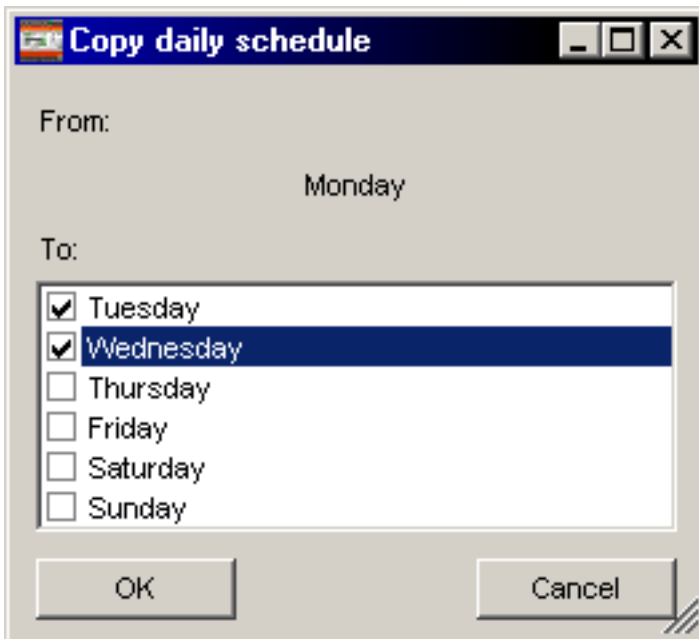 Copy daily schedule
From:
Monday
To:
Tuesday
Wednesday
Thursday
Friday
Saturday
Sunday
OK Cancel